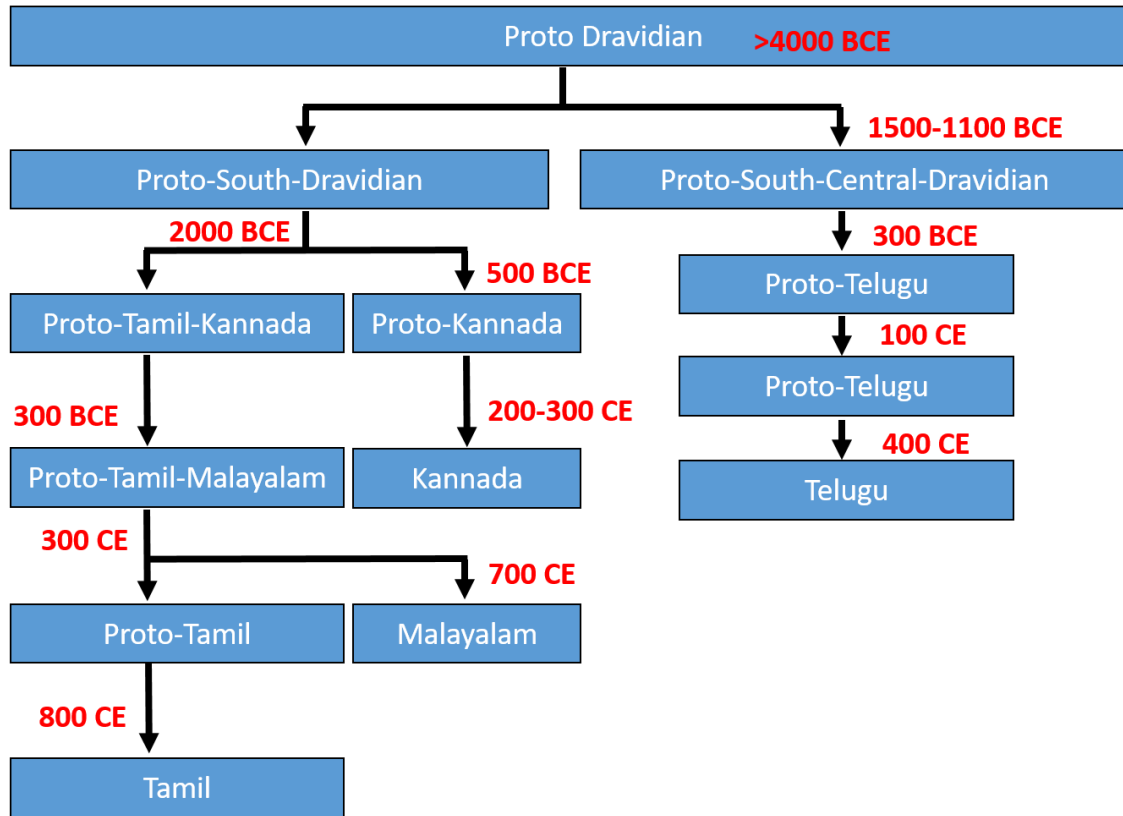 Proto Dravidian >4000 BCE
1500-1100 BCE
Proto-South-Dravidian
Proto-South-Central-Dravidian
2000 BCE
300 BCE
500 BCE
Proto-Telugu
Proto-Tamil-Kannada
Proto-Kannada
100 CE
Proto-Telugu
300 BCE
200-300 CE
400 CE
Proto-Tamil-Malayalam
Kannada
Telugu
300 CE
700 CE
Proto-Tamil
Malayalam
800 CE
Tamil